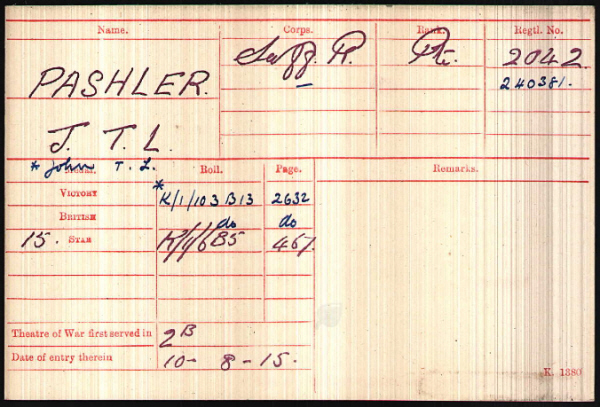 Name. Corps. Rank. Regtl. No.
PASHLER. Suff. R. Pte. 2042.
240381.
J. T. L.
* John T. L.
Medal. Roll. Page. Remarks.
VICTORY * K/1/103 B13 2632
BRITISH do do
15. STAR K/1/6 B5 467.
Theatre of War first served in 2B
Date of entry therein 10- 8-15.
K. 1380